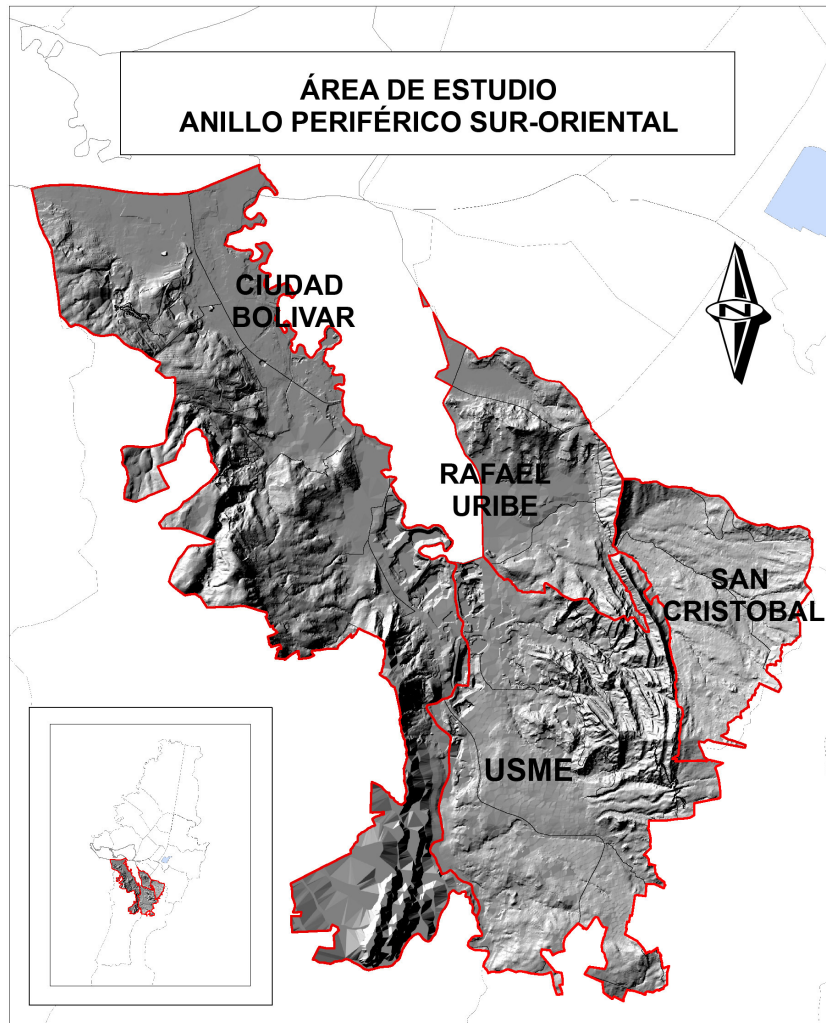 ÁREA DE ESTUDIO
ANILLO PERIFÉRICO SUR-ORIENTAL
CIUDAD
BOLIVAR
N
RAFAEL
URIBE
SAN
CRISTOBAL
USME